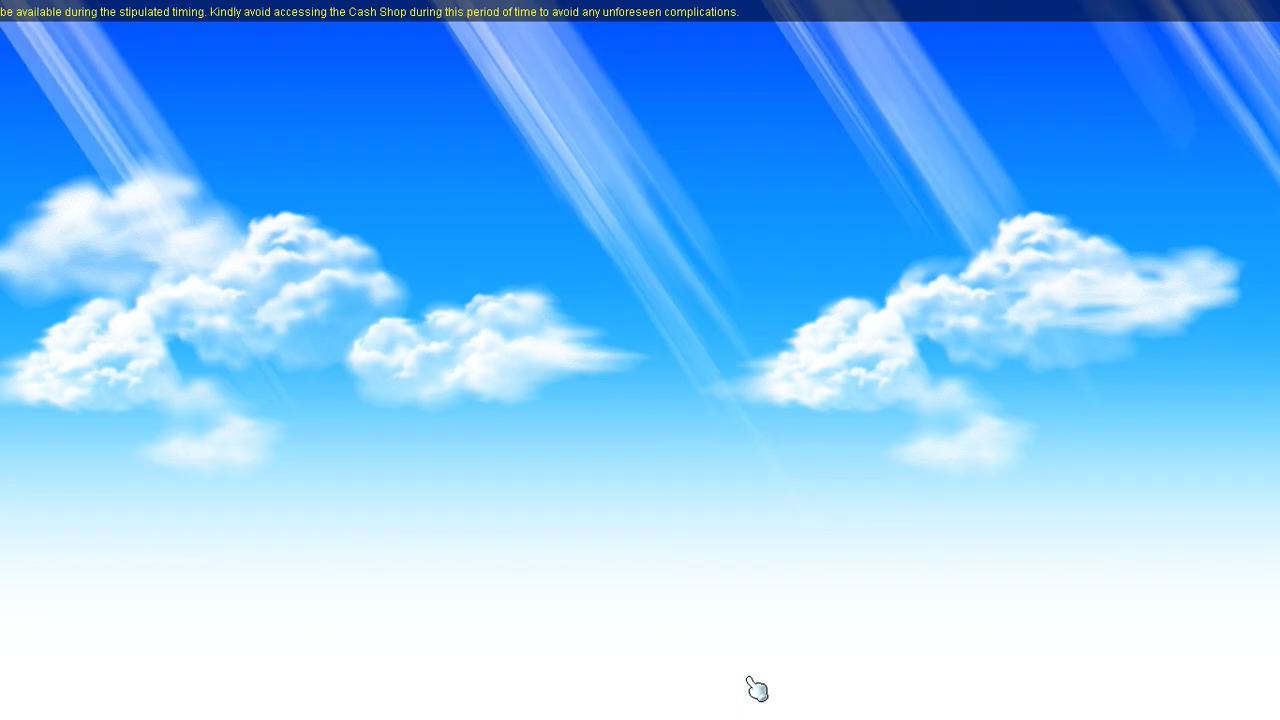 be available during the stipulated timing. Kindly avoid accessing the Cash Shop during this period of time to avoid any unforeseen complications.